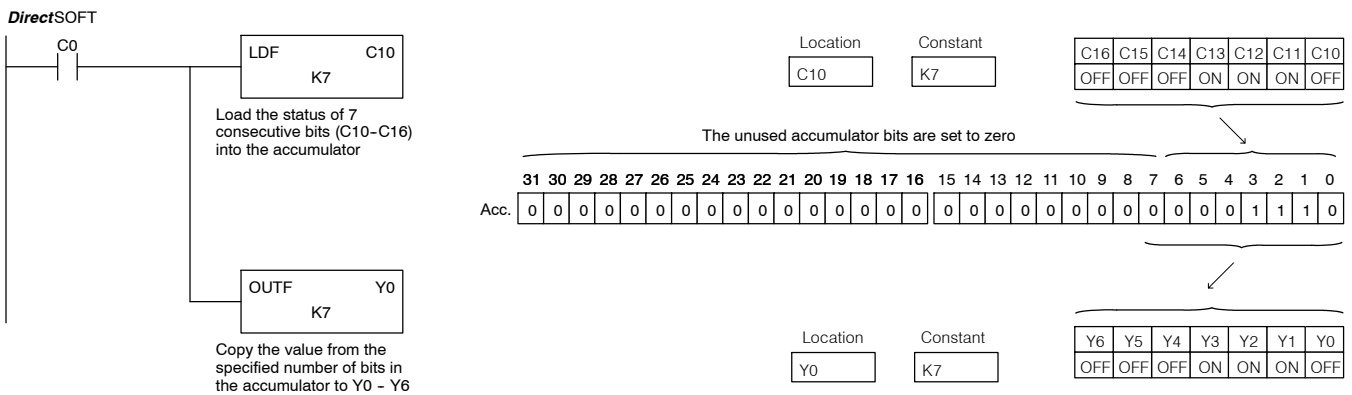 DirectSOFT
C0
LDF C10
K7
Load the status of 7
consecutive bits (C10-C16)
into the accumulator
Location Constant
C10 K7
C16 C15 C14 C13 C12 C11 C10
OFF OFF OFF ON ON ON OFF
The unused accumulator bits are set to zero
31 30 29 28 27 26 25 24 23 22 21 20 19 18 17 16 15 14 13 12 11 10 9 8 7 6 5 4 3 2 1 0
Acc. 0 0 0 0 0 0 0 0 0 0 0 0 0 0 0 0 0 0 0 0 0 0 0 0 0 0 0 0 1 1 1 0
OUTF Y0
K7
Copy the value from the
specified number of bits in
the accumulator to Y0 - Y6
Location Constant
Y0 K7
Y6 Y5 Y4 Y3 Y2 Y1 Y0
OFF OFF OFF ON ON ON OFF